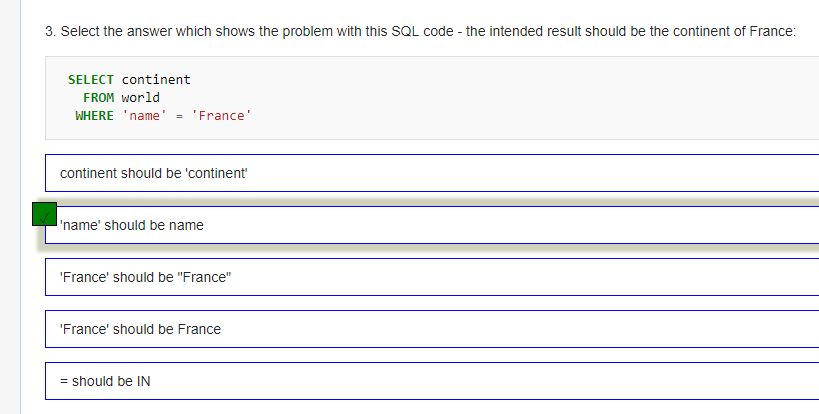 3. Select the answer which shows the problem with this SQL code - the intended result should be the continent of France:
SELECT continent
FROM world
WHERE 'name' = 'France'
continent should be 'continent'
'name' should be name
'France' should be "France"
'France' should be France
= should be IN